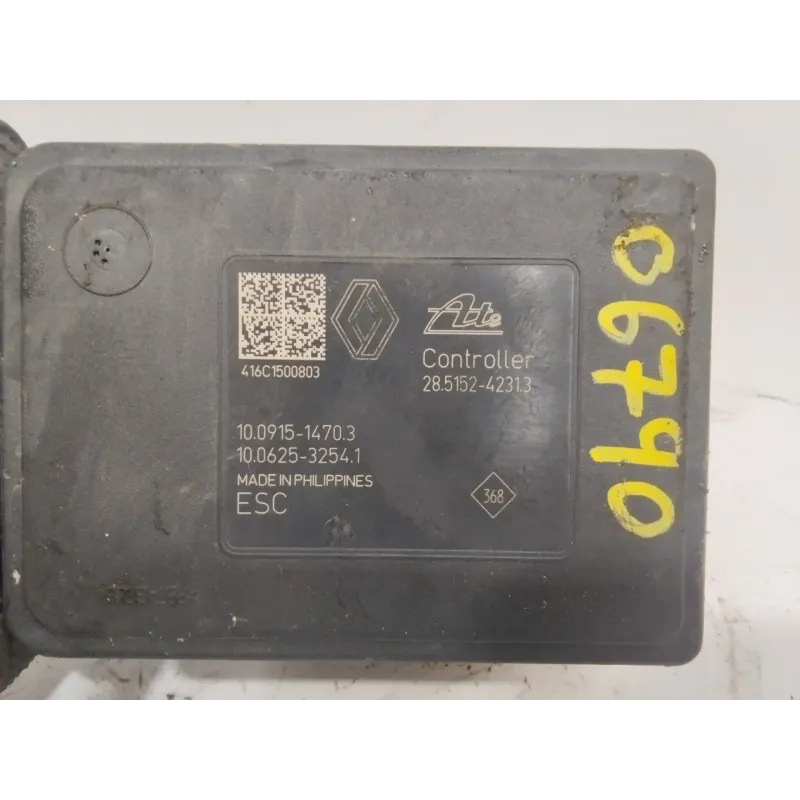 416C1500803
Ate
Controller
28.5152-4231.3
10.0915-1470.3
10.0625-3254.1
MADE IN PHILIPPINES
ESC
368
06790